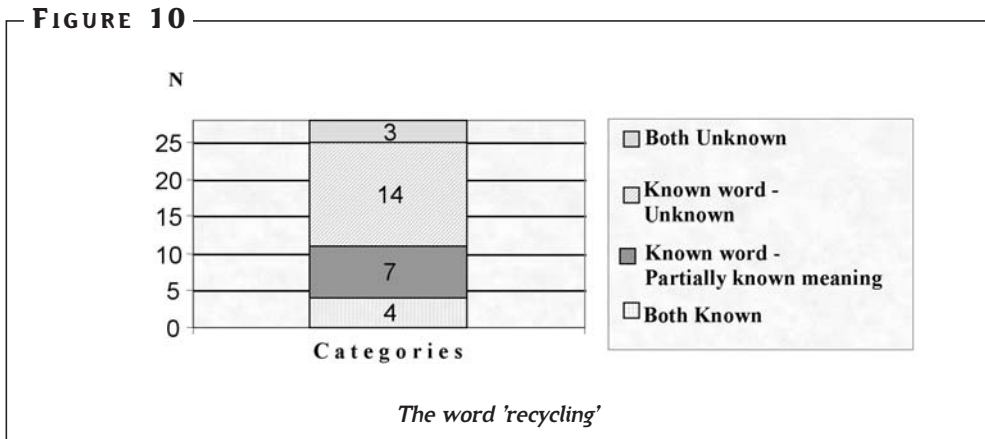 FIGURE 10
N
25
20
15
10
5
0
3
14
7
4
Categories
Both Unknown
Known word -
Unknown
Known word -
Partially known meaning
Both Known
The word 'recycling'